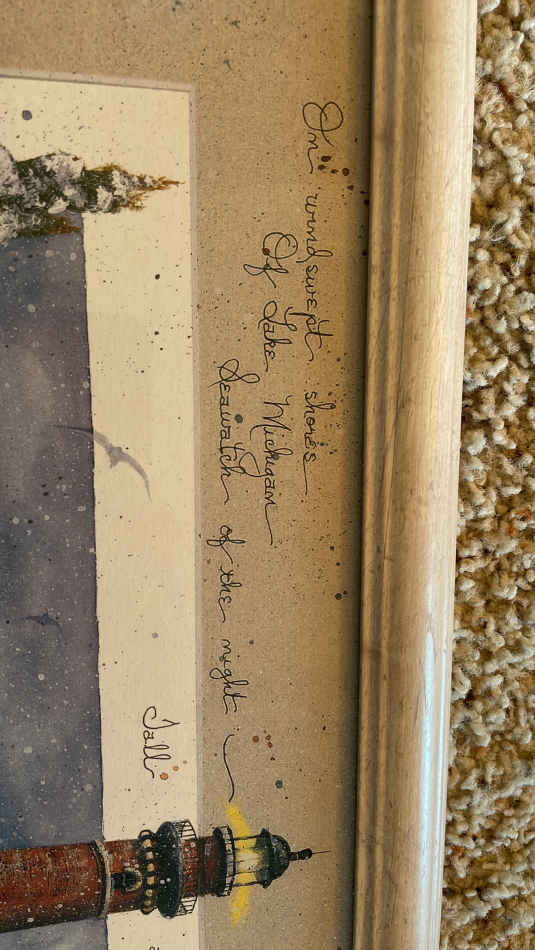 On windswept shores
Of Lake Michigan
Seawatch of the night
Tall